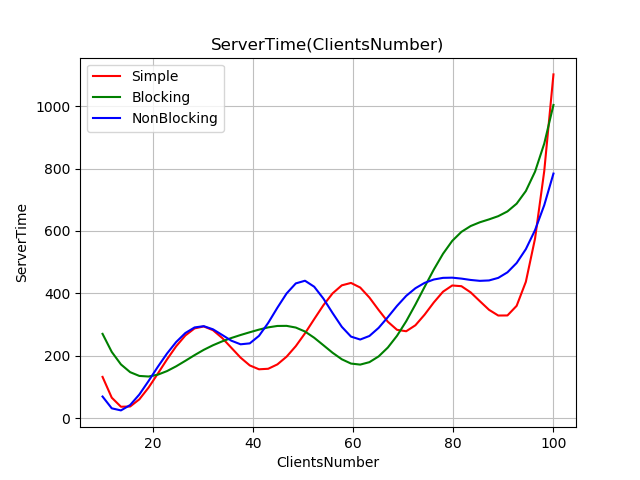 ServerTime(ClientsNumber)
Simple
Blocking
NonBlocking
1000
800
600
400
200
0
ServerTime
20 40 60 80 100
ClientsNumber